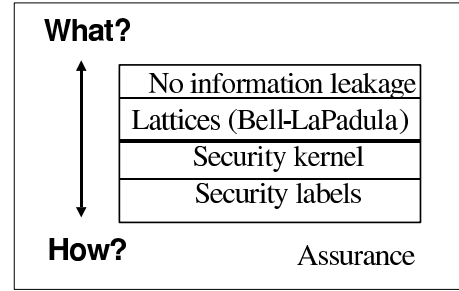 What?
No information leakage
Lattices (Bell-LaPadula)
Security kernel
Security labels
How?
Assurance